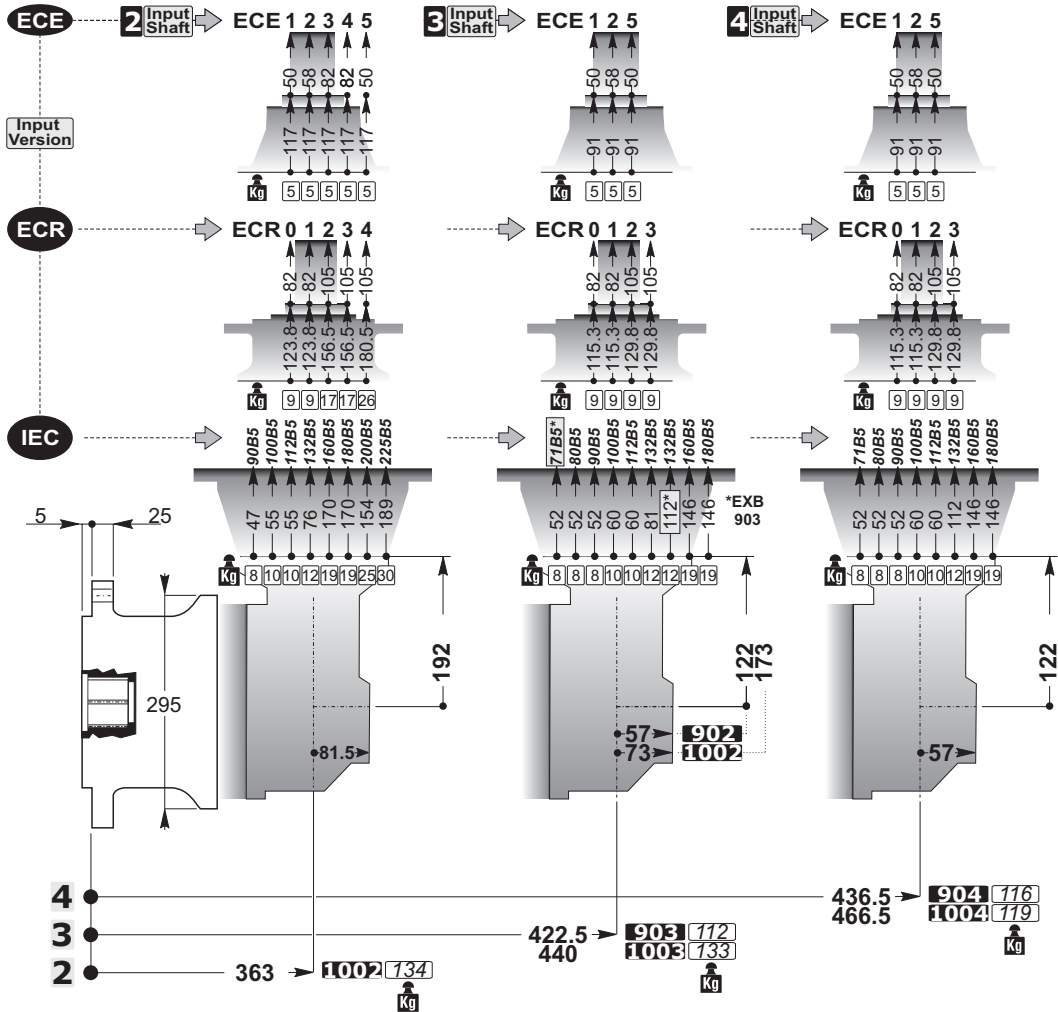 ECE 2 Input Shaft ECE 1 2 3 4 5 3 Input Shaft ECE 1 2 5 4 Input Shaft ECE 1 2 5
50 58 82 82 50 50 58 50 50 58 50
Input Version
117 117 117 117 117 91 91 91 91 91 91
Kg 5 5 5 5 5 Kg 5 5 5 Kg 5 5 5
ECR ECR 0 1 2 3 4 ECR 0 1 2 3 ECR 0 1 2 3
82 82 105 105 105 82 82 105 105 82 82 105 105
123.8 123.8 156.5 156.5 180.5 115.3 115.3 129.8 129.8 115.3 115.3 129.8 129.8
Kg 9 9 17 17 26 Kg 9 9 9 9 Kg 9 9 9 9
IEC 90B5 100B5 112B5 132B5 160B5 180B5 200B5 225B5 71B5* 80B5 90B5 100B5 112B5 132B5 132B5 160B5 180B5 71B5 80B5 90B5 100B5 112B5 132B5 160B5 180B5
47 55 55 76 170 170 154 189 52 52 52 60 60 81 112* 146 146 *EXB 903 52 52 52 60 60 112 146 146
5 25
Kg 8 10 10 12 19 19 25 30 Kg 8 8 8 10 10 12 12 19 19 Kg 8 8 8 10 10 12 19 19
192 122 173 122
295
81.5 57 902 57
73 1002
4 436.5 904 116
466.5 1004 119
Kg
3 422.5 903 112
440 1003 133
Kg
2 363 1002 134
Kg